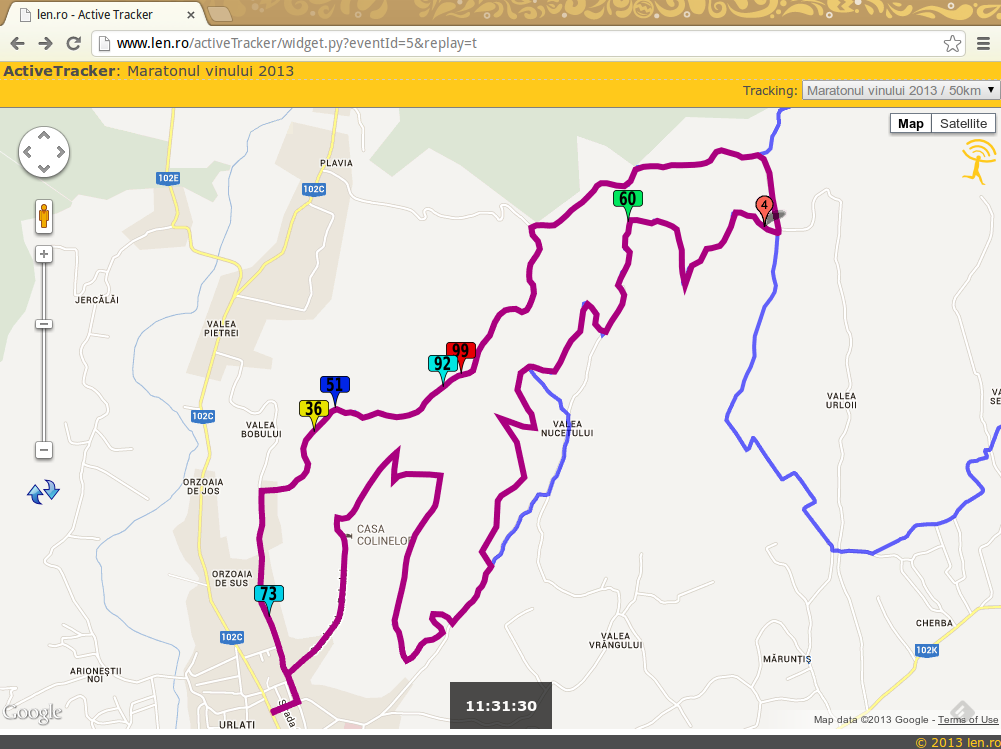 len.ro - Active Tracker
www.len.ro/activeTracker/widget.py?eventId=5&replay=t
ActiveTracker: Maratonul vinului 2013
Tracking: Maratonul vinului 2013 / 50km
Map Satellite
PLAVIA
102E
102C
60
4
JERCĂLĂI
VALEA
PIETREI
99
92
51
36
102C
VALEA
BOBULUI
VALEA
NUCETULUI
VALEA
URLOII
VA
SE
ORZOAIA
DE JOS
CASA
COLINELOR
ORZOAIA
DE SUS
73
102C
VALEA
VRÂNGULUI
CHERBA
102K
MĂRUNȚIȘ
ARIONEȘTII
NOI
Strada
URLATI
11:31:30
Google
Map data ©2013 Google - Terms of Use
© 2013 len.ro